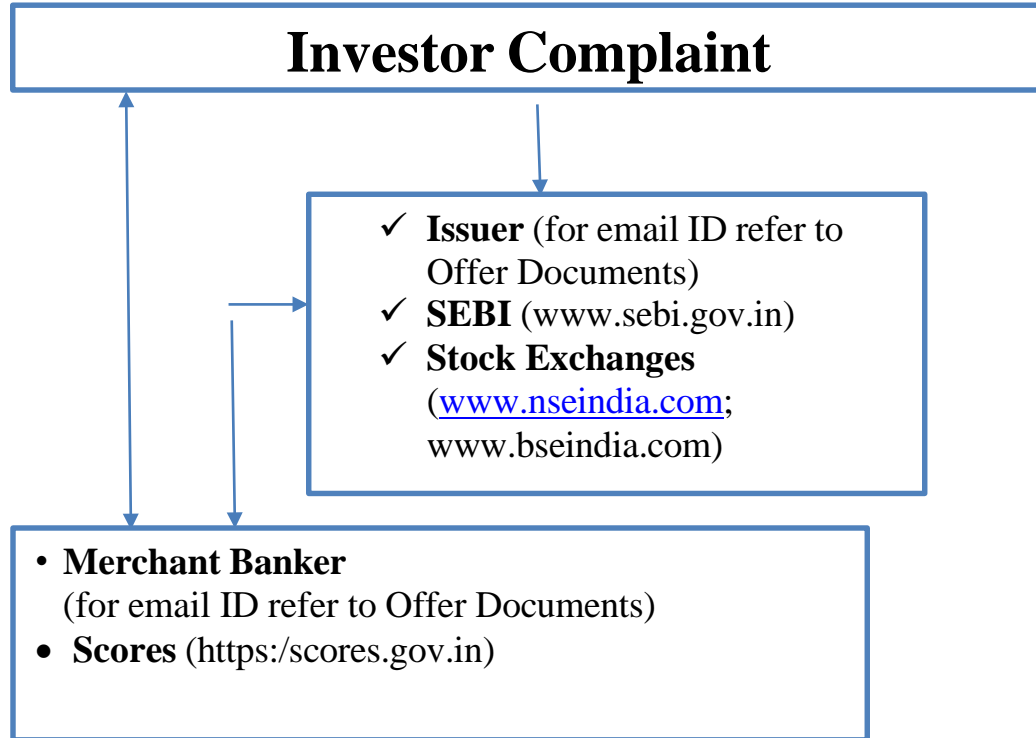 Investor Complaint
✓ Issuer (for email ID refer to
Offer Documents)
✓ SEBI (www.sebi.gov.in)
✓ Stock Exchanges
(www.nseindia.com;
www.bseindia.com)
• Merchant Banker
(for email ID refer to Offer Documents)
• Scores (https:/scores.gov.in)